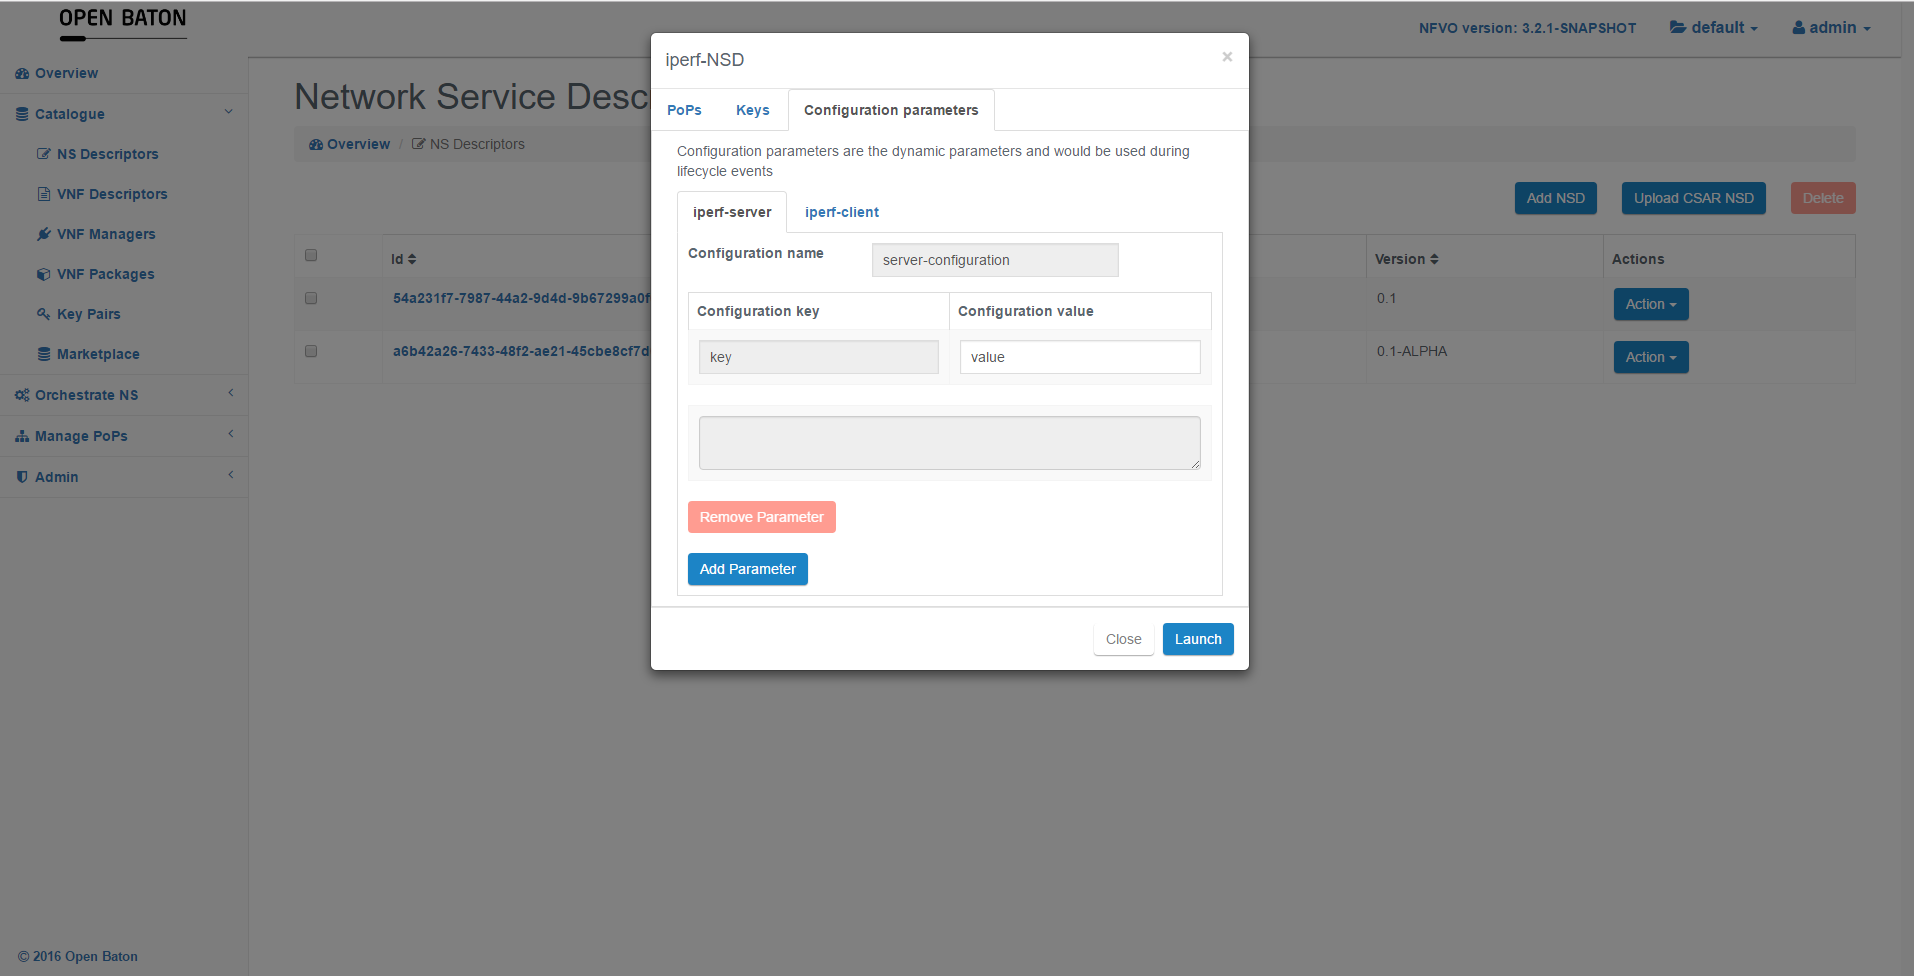 OPEN BATON
NFVO version: 3.2.1-SNAPSHOT
default
admin
Overview
Catalogue
NS Descriptors
VNF Descriptors
VNF Managers
VNF Packages
Key Pairs
Marketplace
Orchestrate NS
Manage PoPs
Admin
© 2016 Open Baton
Network Service Desc
Overview / NS Descriptors
Add NSD
Upload CSAR NSD
Delete
Id
Version
Actions
54a231f7-7987-44a2-9d4d-9b67299a0f
0.1
Action
a6b42a26-7433-48f2-ae21-45cbe8cf7d
0.1-ALPHA
Action
iperf-NSD
×
PoPs
Keys
Configuration parameters
Configuration parameters are the dynamic parameters and would be used during
lifecycle events
iperf-server
iperf-client
Configuration name
server-configuration
Configuration key
Configuration value
key
value
Remove Parameter
Add Parameter
Close
Launch